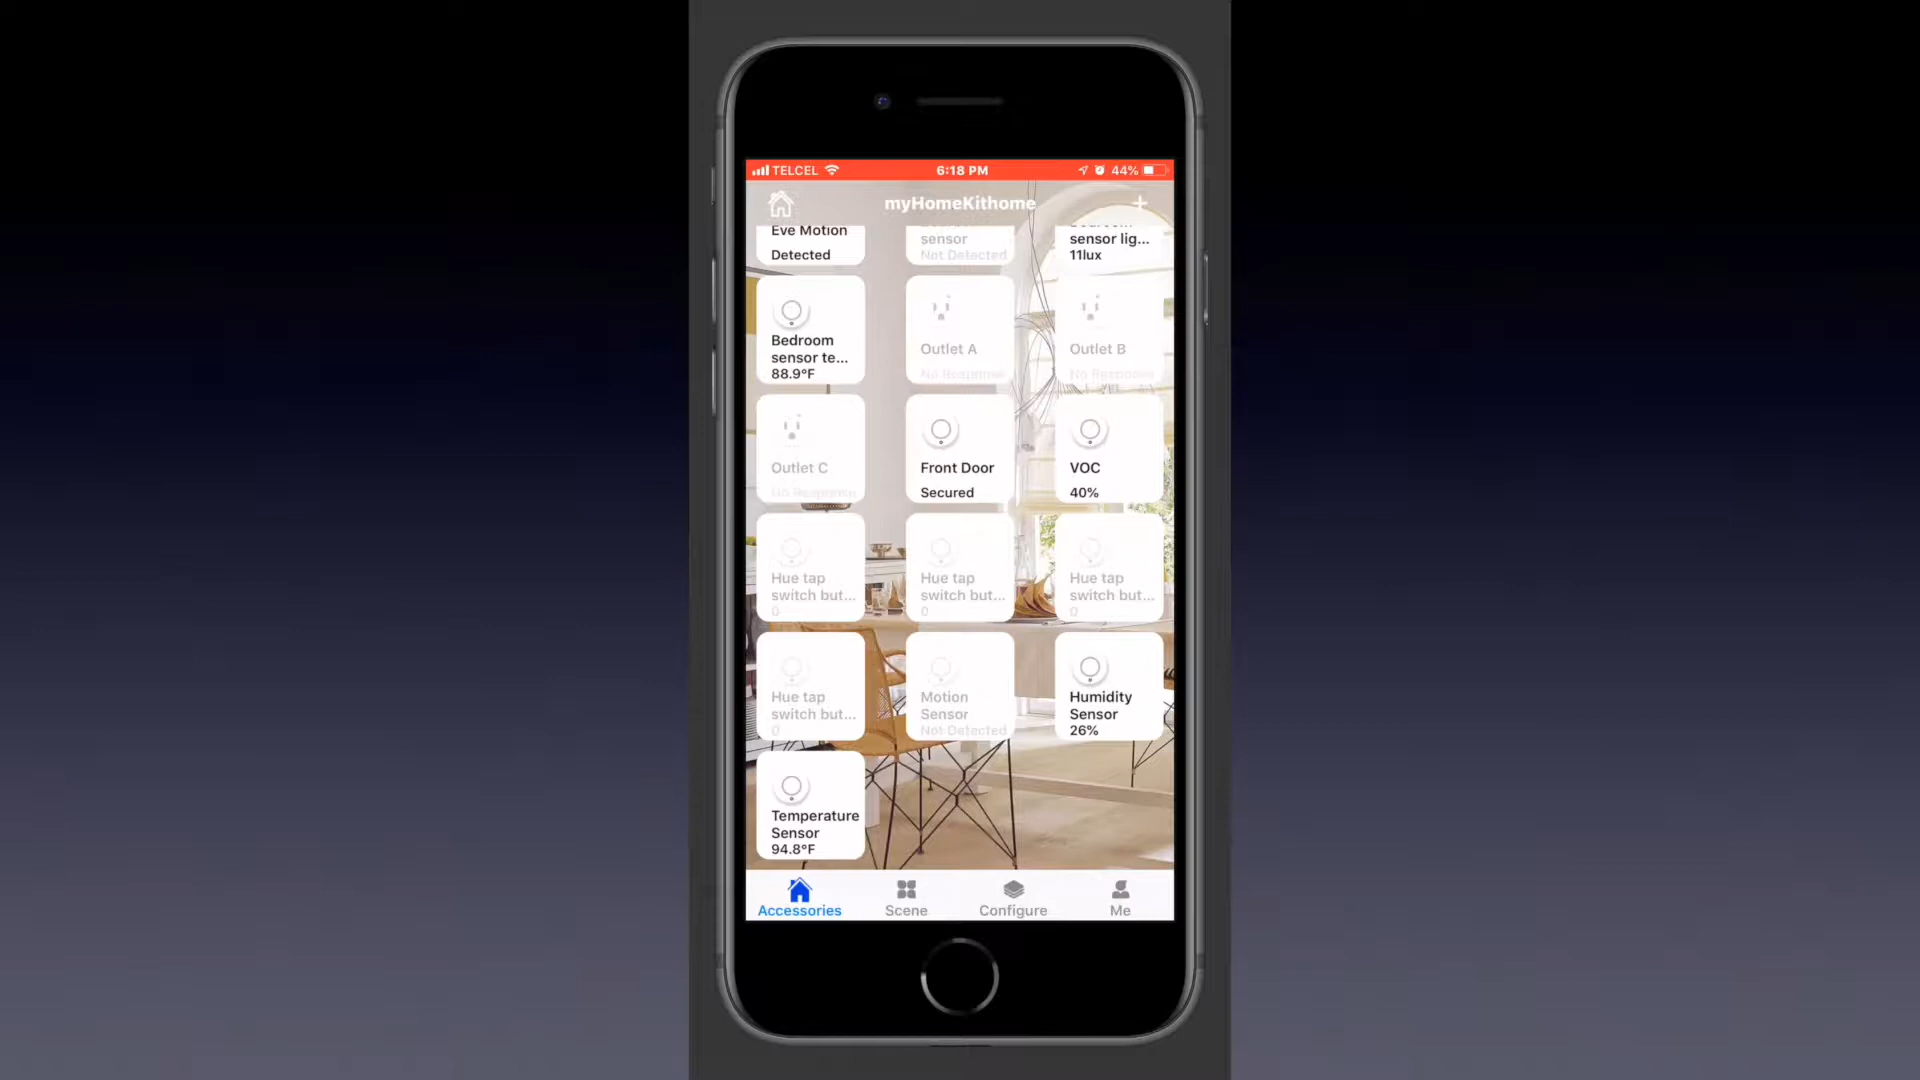 TELCEL
6:18 PM
44%
myHomeKithome
Eve Motion
Detected
sensor
Not Detected
sensor lig...
11lux
Bedroom
sensor te...
88.9°F
Outlet A
No Response
Outlet B
No Response
Outlet C
No Response
Front Door
Secured
VOC
40%
Hue tap
switch but...
0
Hue tap
switch but...
0
Hue tap
switch but...
0
Hue tap
switch but...
0
Motion
Sensor
Not Detected
Humidity
Sensor
26%
Temperature
Sensor
94.8°F
Accessories
Scene
Configure
Me